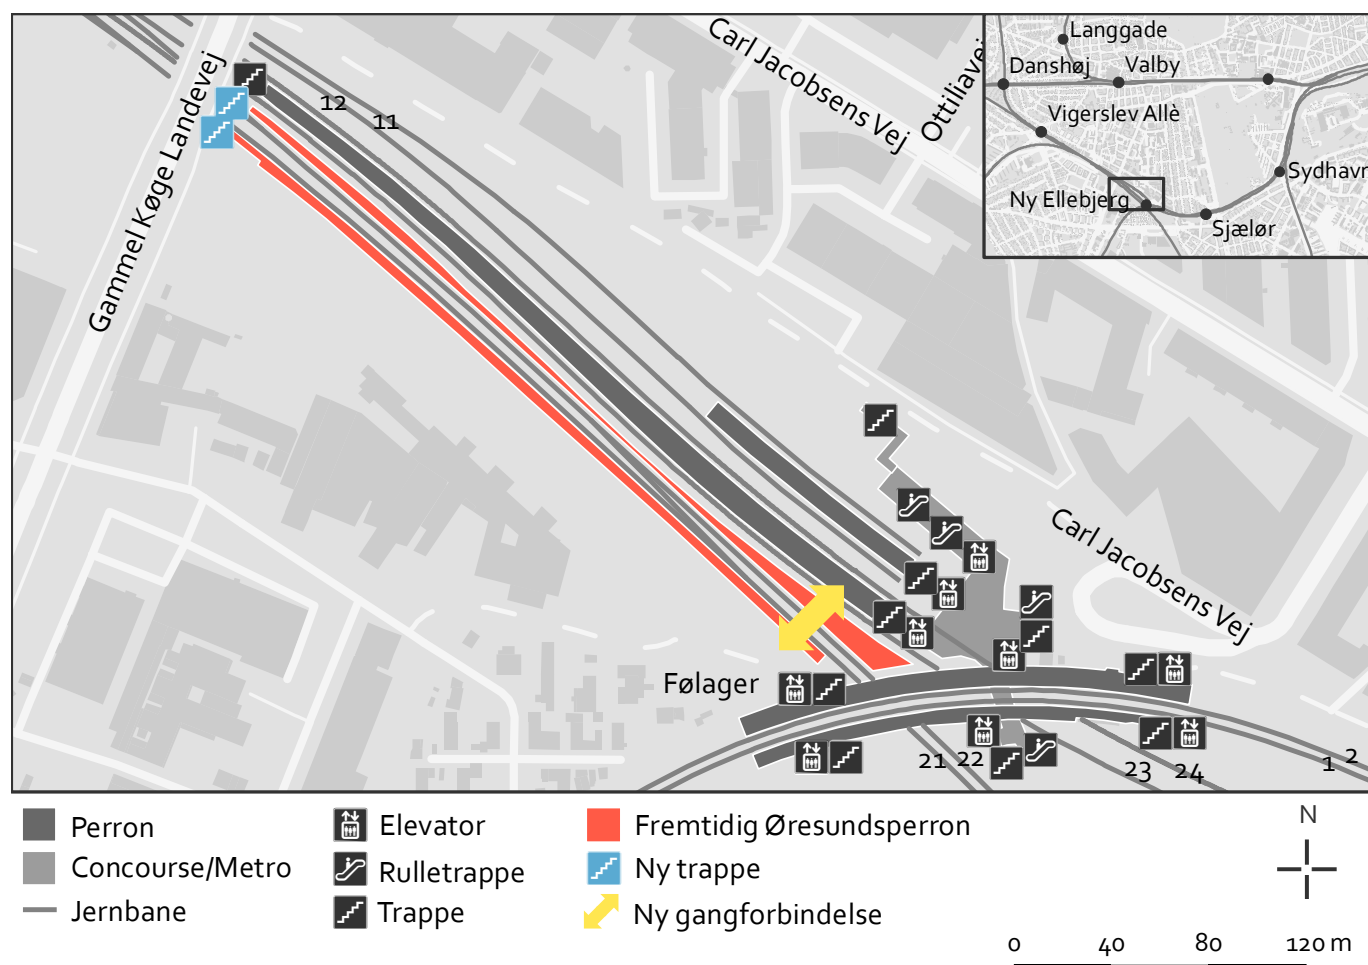 Carl Jacobsens Vej
Ottiliavej
Gammel Køge Landevej
12
11
Langgade
Danshøj
Valby
Vigerslev Allè
Sydhavn
Ny Ellebjerg
Sjælør
Carl Jacobsens Vej
Følager
21
22
23
24
1
2
Perron
Concourse/Metro
Jernbane
Elevator
Rulletrappe
Trappe
Fremtidig Øresundsperron
Ny trappe
Ny gangforbindelse
N
0 40 80 120 m